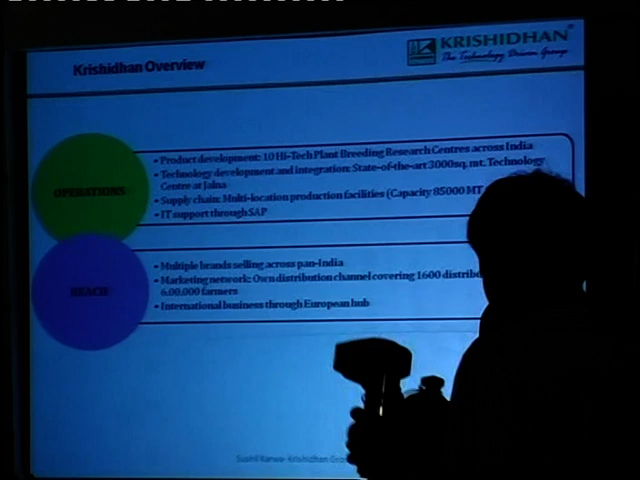 Krishidhan Overview
KRISHIDHAN
The Technology Driven Group
OPERATIONS
• Product development: 10 Hi-Tech Plant Breeding Research Centres across India
• Technology development and integration: State-of-the-art 3000sq. mt. Technology
Centre at Jalna
• Supply chain: Multi-location production facilities (Capacity 85000 MT
• IT support through SAP
REACH
• Multiple brands selling across pan-India
• Marketing network: Own distribution channel covering 1600
6,00,000 farmers
• International business through European hub